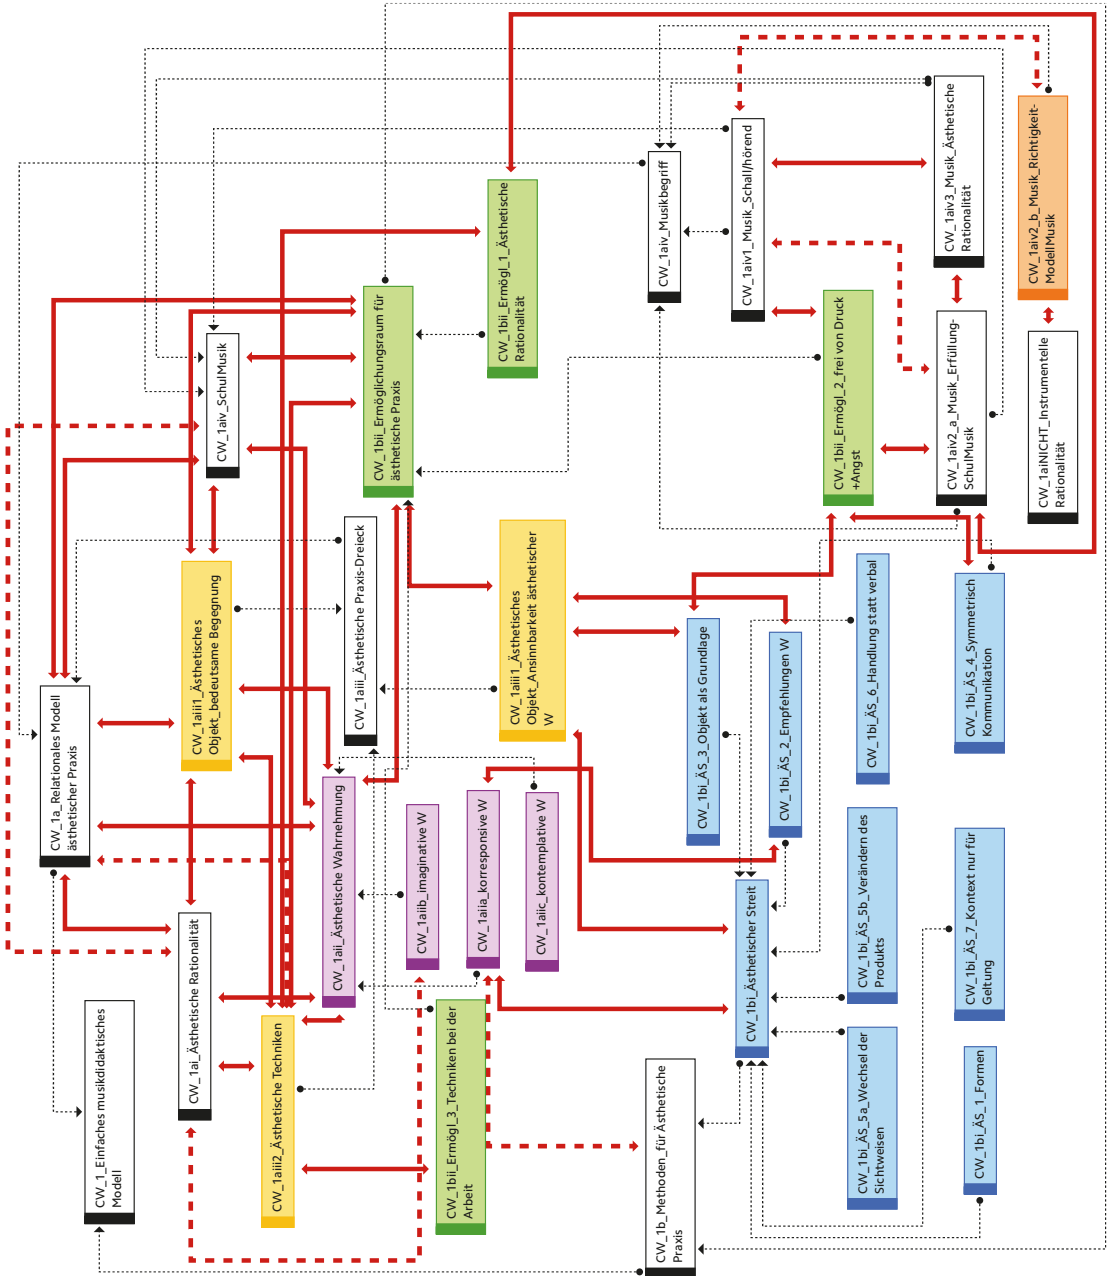 CW_1_Einfaches musikdidaktisches
Modell
CW_1a_Relationales Modell
ästhetischer Praxis
CW_1ai_Ästhetische Rationalität
CW_1aiii1_Ästhetisches
Objekt_bedeutsame Begegnung
CW_1aiv_SchulMusik
CW_1aiii2_Ästhetische Techniken
CW_1aii_Ästhetische Wahrnehmung
CW_1aiii_Ästhetische Praxis-Dreieck
CW_1bii_Ermöglichungsraum für
ästhetische Praxis
CW_1aiib_imaginative W
CW_1bii_Ermögl_3_Techniken bei der
Arbeit
CW_1aiia_korresponsive W
CW_1aiic_kontemplative W
CW_1aiii1_Ästhetisches
Objekt_Ansinnbarkeit ästhetischer
W
CW_1bii_Ermögl_1_Ästhetische
Rationalität
CW_1b_Methoden_für Ästhetische
Praxis
CW_1aiv_Musikbegriff
CW_1bi_ÄS_3_Objekt als Grundlage
CW_1bi_Ästhetischer Streit
CW_1aiv1_Musik_Schall/hörend
CW_1bi_ÄS_2_Empfehlungen W
CW_1bii_Ermögl_2_frei von Druck
+Angst
CW_1bi_ÄS_5a_Wechsel der
Sichtweisen
CW_1bi_ÄS_5b_Verändern des
Produkts
CW_1bi_ÄS_6_Handlung statt verbal
CW_1aiv3_Musik_Ästhetische
Rationalität
CW_1aiv2_a_Musik_Erfüllung-
SchulMusik
CW_1bi_ÄS_4_Symmetrisch
Kommunikation
CW_1bi_ÄS_7_Kontext nur für
Geltung
CW_1bi_ÄS_1_Formen
CW_1aiv2_b_Musik_Richtigkeit-
ModellMusik
CW_1aiNICHT_Instrumentelle
Rationalität